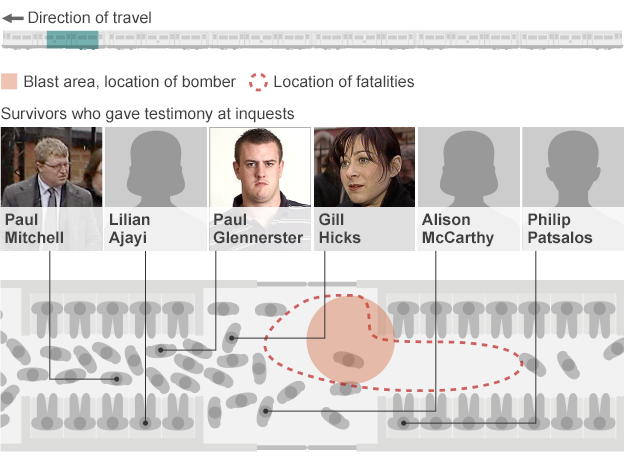 Direction of travel
Blast area, location of bomber
Location of fatalities
Survivors who gave testimony at inquests
Paul
Mitchell
Lilian
Ajayi
Paul
Glennerster
Gill
Hicks
Alison
McCarthy
Philip
Patsalos